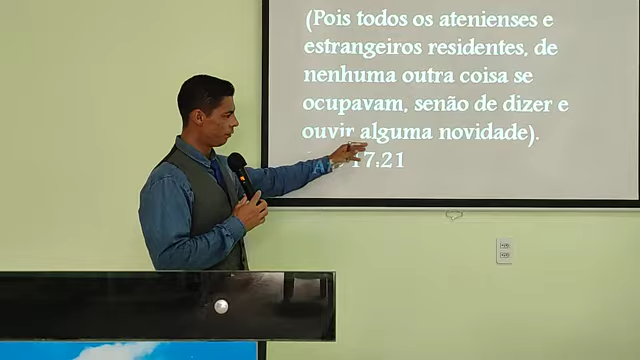 (Pois todos os atenienses e
estrangeiros residentes, de
nenhuma outra coisa se
ocupavam, senão de dizer e
ouvir alguma novidade).
17:21